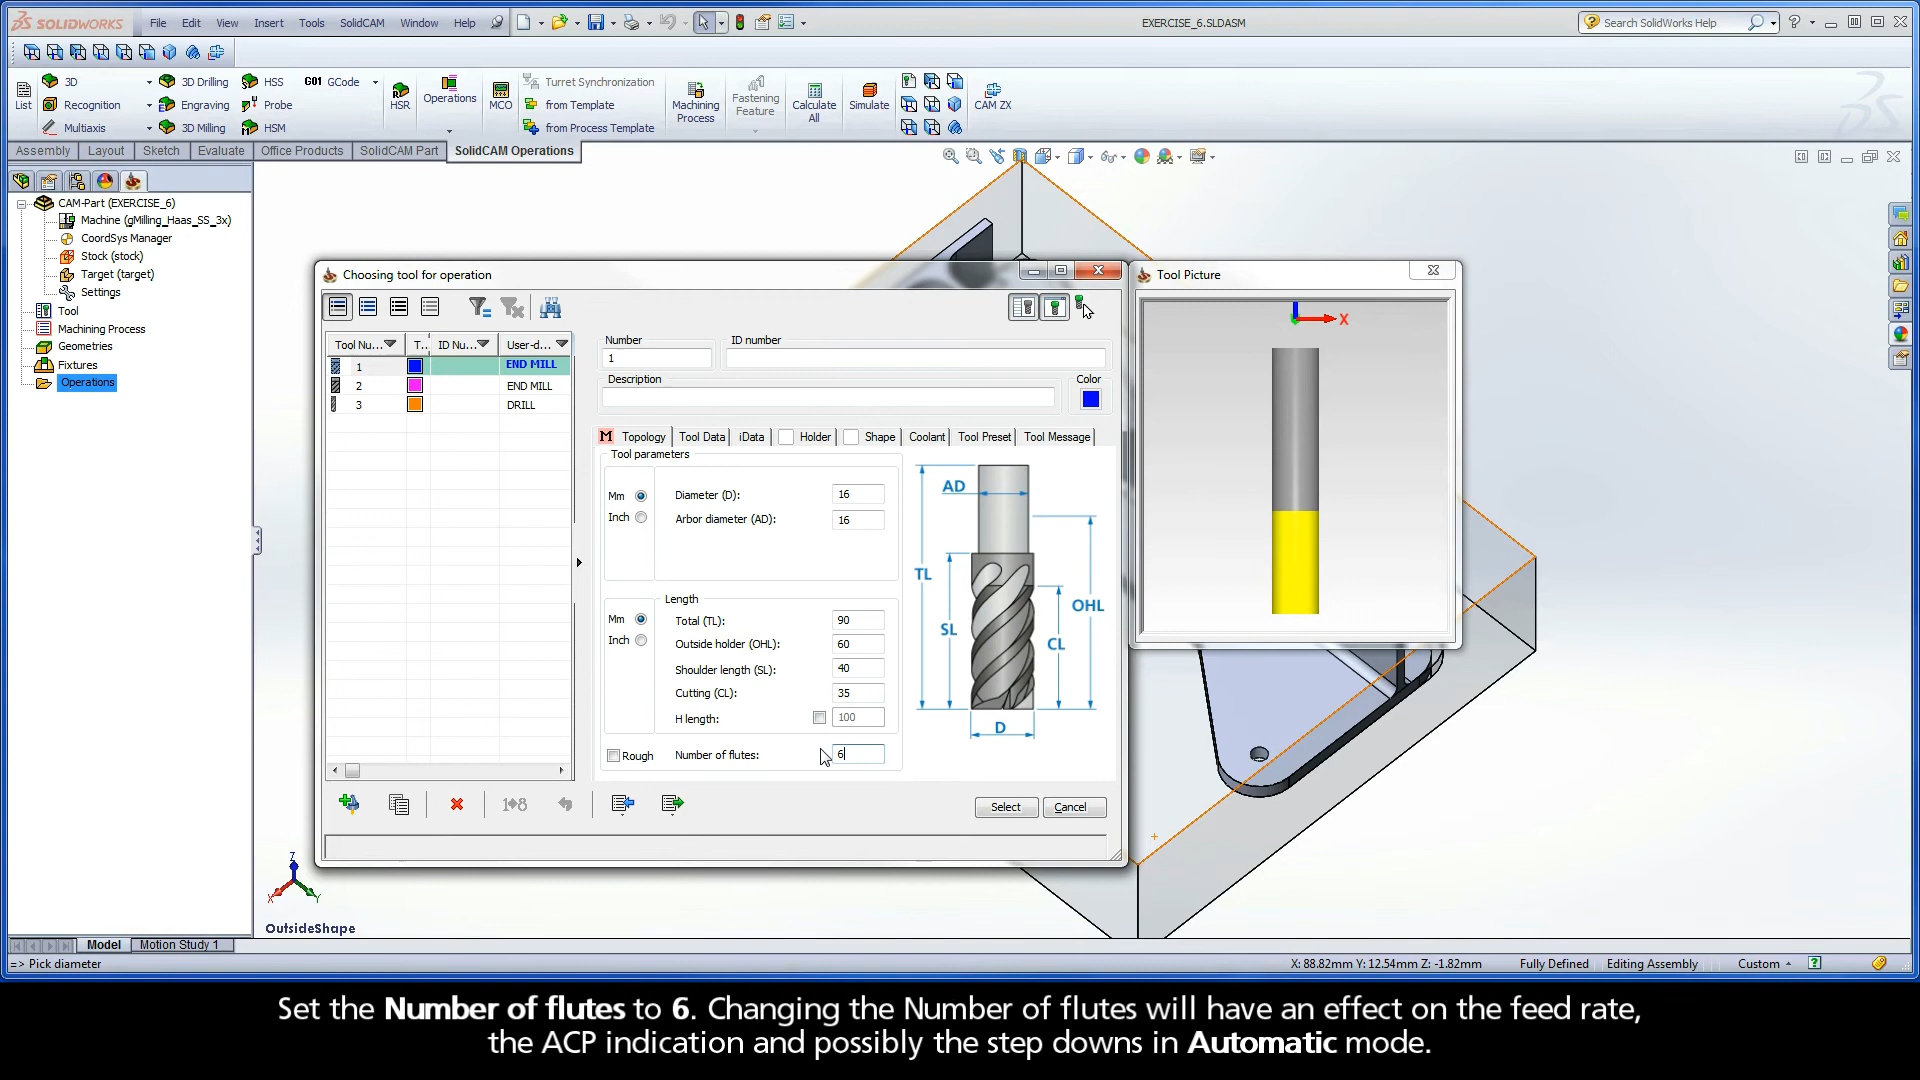 SOLIDWORKS File Edit View Insert Tools SolidCAM Window Help EXERCISE_6.SLDASM Search SolidWorks Help
3D 3D Drilling HSS G01 GCode Turret Synchronization
List Recognition Engraving Probe HSR Operations MCO from Template Machining Process Fastening Feature Calculate All Simulate CAM ZX
Multiaxis 3D Milling HSM from Process Template
Assembly Layout Sketch Evaluate Office Products SolidCAM Part SolidCAM Operations
CAM-Part (EXERCISE_6)
Machine (gMilling_Haas_SS_3x)
CoordSys Manager
Stock (stock)
Target (target)
Settings
Tool
Machining Process
Geometries
Fixtures
Operations
Choosing tool for operation
Tool Nu... T.. ID Nu... User-d...
1 END MILL
2 END MILL
3 DRILL
Number ID number
1
Description Color
M Topology Tool Data iData Holder Shape Coolant Tool Preset Tool Message
Tool parameters
Mm Diameter (D): 16
Inch Arbor diameter (AD): 16
Length
Mm Total (TL): 90
Inch Outside holder (OHL): 60
Shoulder length (SL): 40
Cutting (CL): 35
H length: 100
Rough Number of flutes: 6
AD
TL
OHL
SL
CL
D
Select Cancel
Tool Picture
X
Z
X Y
OutsideShape
Model Motion Study 1
=> Pick diameter X: 88.82mm Y: 12.54mm Z: -1.82mm Fully Defined Editing Assembly Custom
Set the Number of flutes to 6. Changing the Number of flutes will have an effect on the feed rate,
the ACP indication and possibly the step downs in Automatic mode.